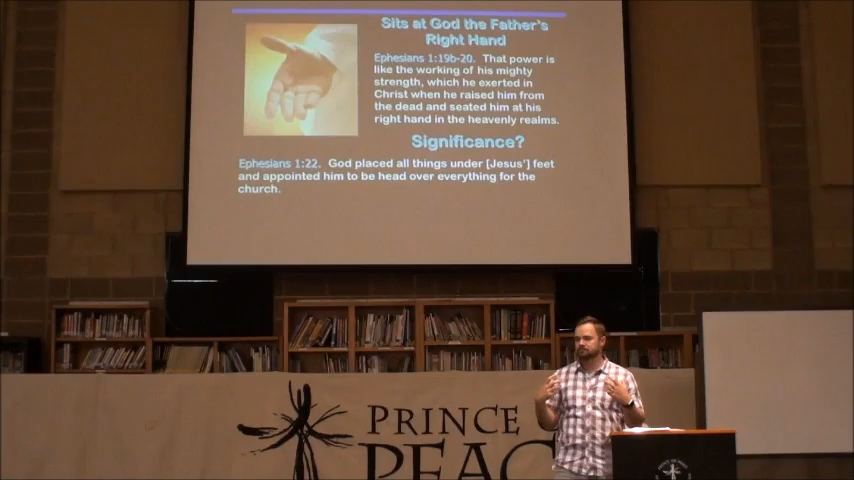 Sits at God the Father's
Right Hand
Ephesians 1:19b-20. That power is
like the working of his mighty
strength, which he exerted in
Christ when he raised him from
the dead and seated him at his
right hand in the heavenly realms.
Significance?
Ephesians 1:22. God placed all things under [Jesus'] feet
and appointed him to be head over everything for the
church.
PRINCE
PEAC